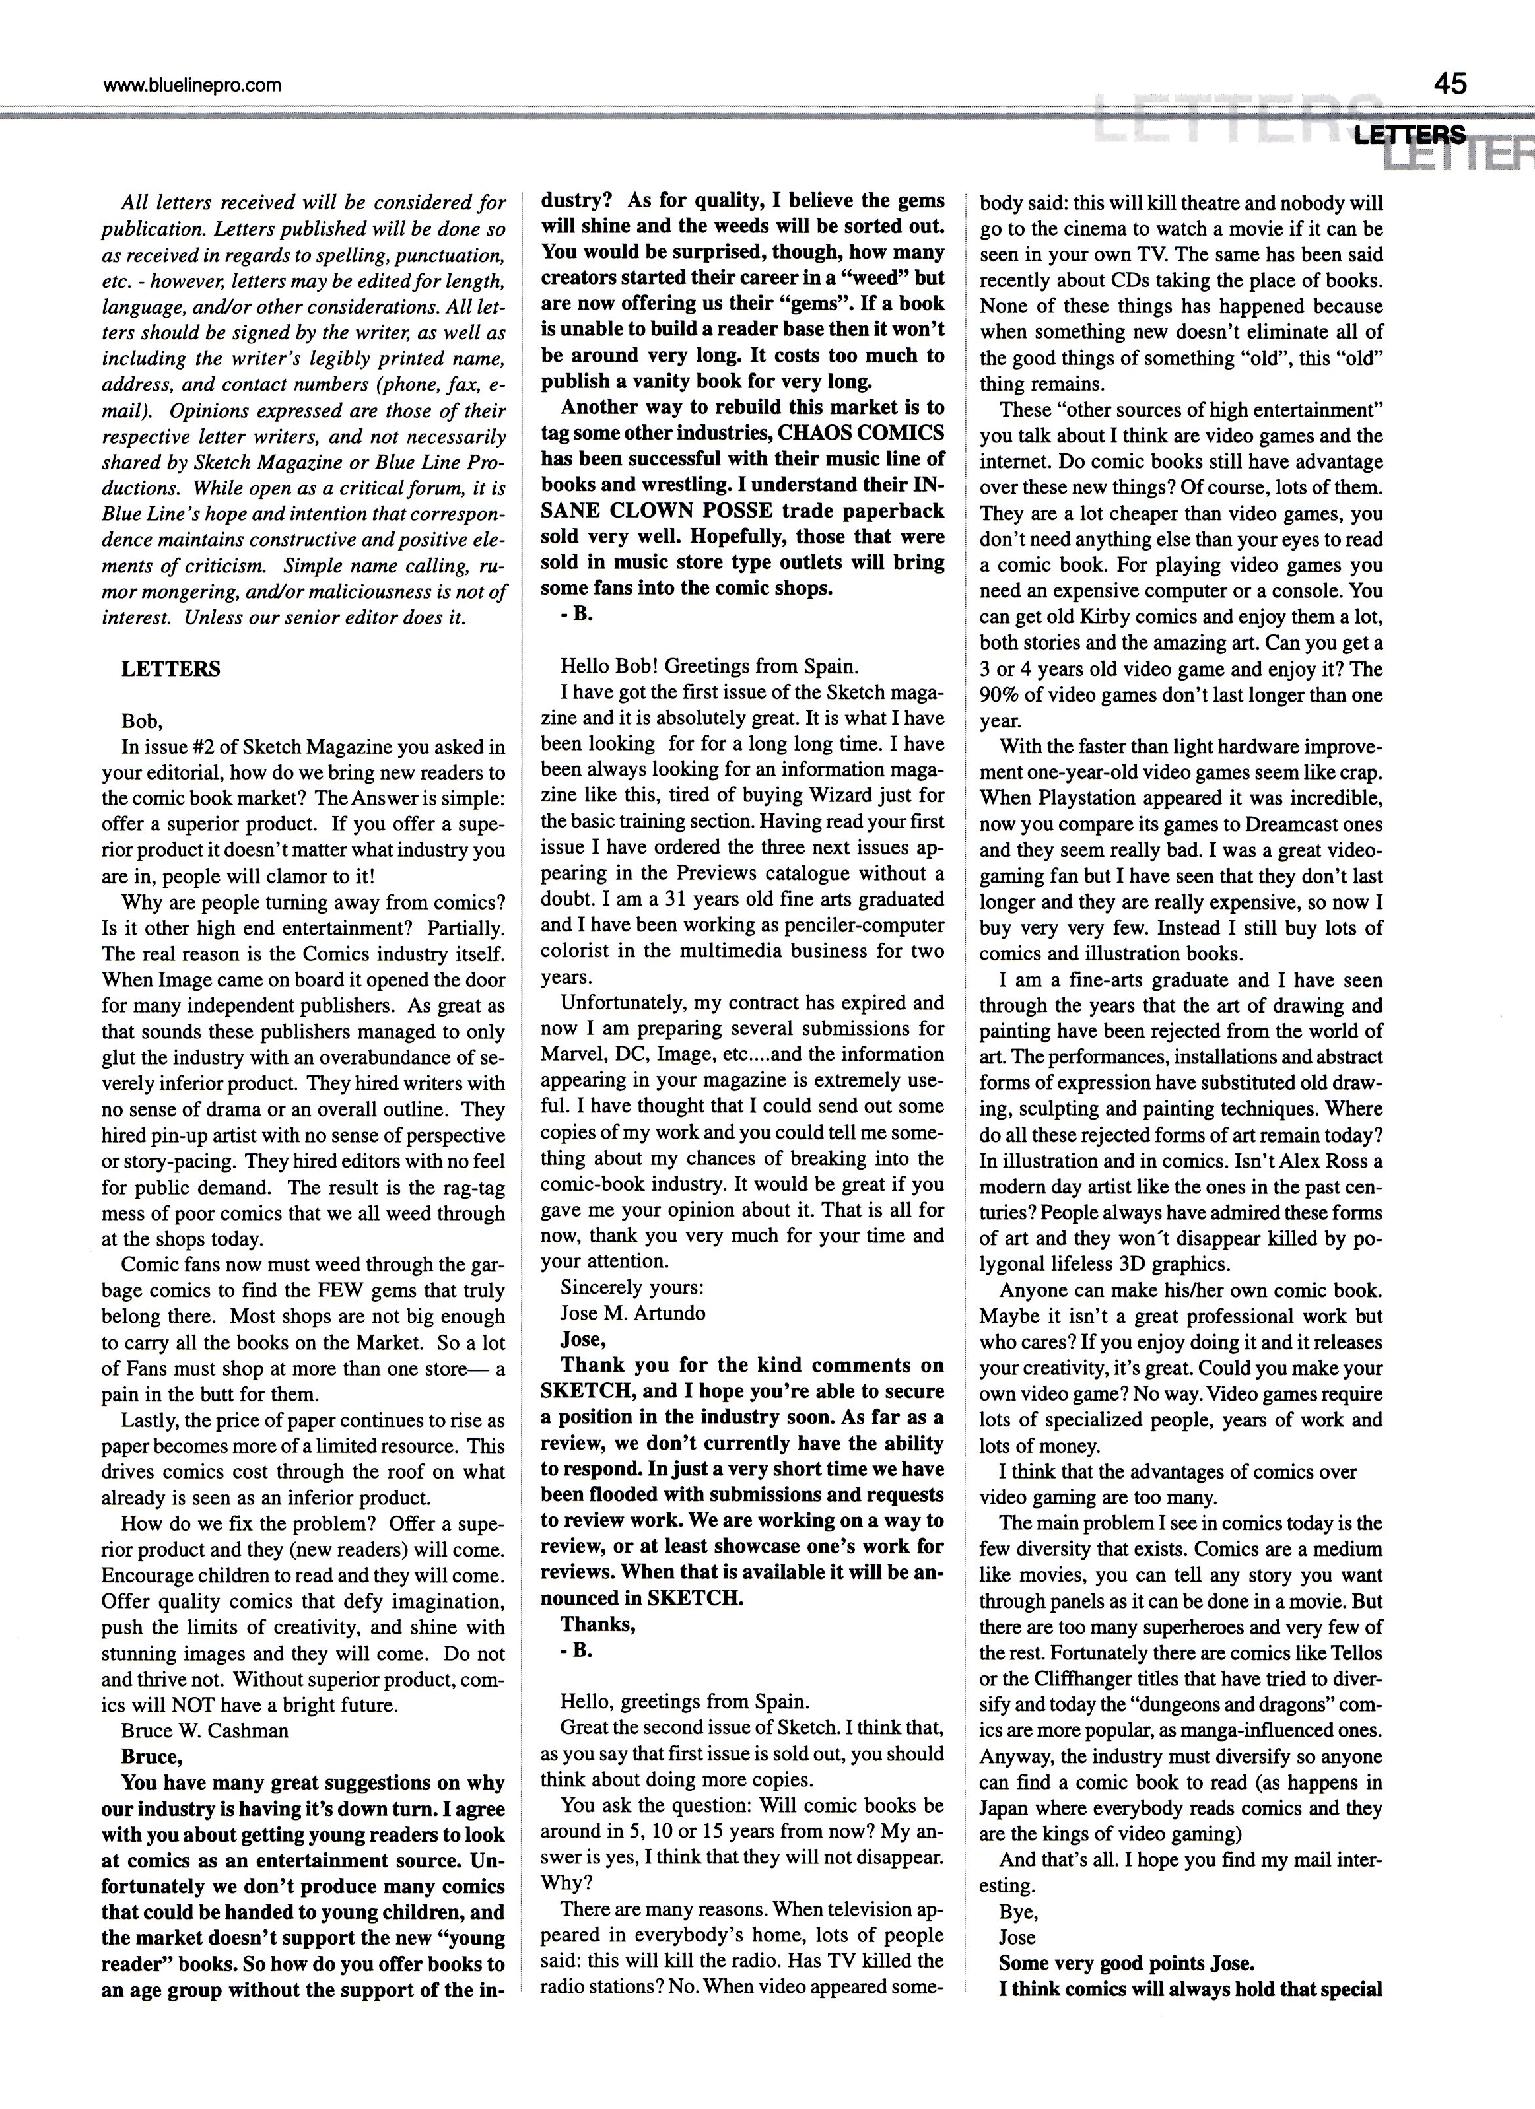 www.bluelinepro.com
45
LETTERS
LETTERS
LETTER
All letters received will be considered for
publication. Letters published will be done so
as received in regards to spelling, punctuation,
etc. - however, letters may be edited for length,
language, and/or other considerations. All let-
ters should be signed by the writer, as well as
including the writer's legibly printed name,
address, and contact numbers (phone, fax, e-
mail). Opinions expressed are those of their
respective letter writers, and not necessarily
shared by Sketch Magazine or Blue Line Pro-
ductions. While open as a critical forum, it is
Blue Line's hope and intention that correspon-
dence maintains constructive and positive ele-
ments of criticism. Simple name calling, ru-
mor mongering, and/or maliciousness is not of
interest. Unless our senior editor does it.
LETTERS
Bob,
In issue #2 of Sketch Magazine you asked in
your editorial, how do we bring new readers to
the comic book market? The Answer is simple:
offer a superior product. If you offer a supe-
rior product it doesn't matter what industry you
are in, people will clamor to it!
Why are people turning away from comics?
Is it other high end entertainment? Partially.
The real reason is the Comics industry itself.
When Image came on board it opened the door
for many independent publishers. As great as
that sounds these publishers managed to only
glut the industry with an overabundance of se-
verely inferior product. They hired writers with
no sense of drama or an overall outline. They
hired pin-up artist with no sense of perspective
or story-pacing. They hired editors with no feel
for public demand. The result is the rag-tag
mess of poor comics that we all weed through
at the shops today.
Comic fans now must weed through the gar-
bage comics to find the FEW gems that truly
belong there. Most shops are not big enough
to carry all the books on the Market. So a lot
of Fans must shop at more than one store— a
pain in the butt for them.
Lastly, the price of paper continues to rise as
paper becomes more of a limited resource. This
drives comics cost through the roof on what
already is seen as an inferior product.
How do we fix the problem? Offer a supe-
rior product and they (new readers) will come.
Encourage children to read and they will come.
Offer quality comics that defy imagination,
push the limits of creativity, and shine with
stunning images and they will come. Do not
and thrive not. Without superior product, com-
ics will NOT have a bright future.
Bruce W. Cashman
Bruce,
You have many great suggestions on why
our industry is having it's down turn. I agree
with you about getting young readers to look
at comics as an entertainment source. Un-
fortunately we don't produce many comics
that could be handed to young children, and
the market doesn't support the new "young
reader" books. So how do you offer books to
an age group without the support of the in-
dustry? As for quality, I believe the gems
will shine and the weeds will be sorted out.
You would be surprised, though, how many
creators started their career in a "weed" but
are now offering us their "gems". If a book
is unable to build a reader base then it won't
be around very long. It costs too much to
publish a vanity book for very long.
Another way to rebuild this market is to
tag some other industries, CHAOS COMICS
has been successful with their music line of
books and wrestling. I understand their IN-
SANE CLOWN POSSE trade paperback
sold very well. Hopefully, those that were
sold in music store type outlets will bring
some fans into the comic shops.
- B.
Hello Bob! Greetings from Spain.
I have got the first issue of the Sketch maga-
zine and it is absolutely great. It is what I have
been looking for for a long long time. I have
been always looking for an information maga-
zine like this, tired of buying Wizard just for
the basic training section. Having read your first
issue I have ordered the three next issues ap-
pearing in the Previews catalogue without a
doubt. I am a 31 years old fine arts graduated
and I have been working as penciler-computer
colorist in the multimedia business for two
years.
Unfortunately, my contract has expired and
now I am preparing several submissions for
Marvel, DC, Image, etc....and the information
appearing in your magazine is extremely use-
ful. I have thought that I could send out some
copies of my work and you could tell me some-
thing about my chances of breaking into the
comic-book industry. It would be great if you
gave me your opinion about it. That is all for
now, thank you very much for your time and
your attention.
Sincerely yours:
Jose M. Artundo
Jose,
Thank you for the kind comments on
SKETCH, and I hope you're able to secure
a position in the industry soon. As far as a
review, we don't currently have the ability
to respond. In just a very short time we have
been flooded with submissions and requests
to review work. We are working on a way to
review, or at least showcase one's work for
reviews. When that is available it will be an-
nounced in SKETCH.
Thanks,
- B.
Hello, greetings from Spain.
Great the second issue of Sketch. I think that,
as you say that first issue is sold out, you should
think about doing more copies.
You ask the question: Will comic books be
around in 5, 10 or 15 years from now? My an-
swer is yes, I think that they will not disappear.
Why?
There are many reasons. When television ap-
peared in everybody's home, lots of people
said: this will kill the radio. Has TV killed the
radio stations? No. When video appeared some-
body said: this will kill theatre and nobody will
go to the cinema to watch a movie if it can be
seen in your own TV. The same has been said
recently about CDs taking the place of books.
None of these things has happened because
when something new doesn't eliminate all of
the good things of something "old", this "old"
thing remains.
These "other sources of high entertainment"
you talk about I think are video games and the
internet. Do comic books still have advantage
over these new things? Of course, lots of them.
They are a lot cheaper than video games, you
don't need anything else than your eyes to read
a comic book. For playing video games you
need an expensive computer or a console. You
can get old Kirby comics and enjoy them a lot,
both stories and the amazing art. Can you get a
3 or 4 years old video game and enjoy it? The
90% of video games don't last longer than one
year.
With the faster than light hardware improve-
ment one-year-old video games seem like crap.
When Playstation appeared it was incredible,
now you compare its games to Dreamcast ones
and they seem really bad. I was a great video-
gaming fan but I have seen that they don't last
longer and they are really expensive, so now I
buy very very few. Instead I still buy lots of
comics and illustration books.
I am a fine-arts graduate and I have seen
through the years that the art of drawing and
painting have been rejected from the world of
art. The performances, installations and abstract
forms of expression have substituted old draw-
ing, sculpting and painting techniques. Where
do all these rejected forms of art remain today?
In illustration and in comics. Isn't Alex Ross a
modern day artist like the ones in the past cen-
turies? People always have admired these forms
of art and they won´t disappear killed by po-
lygonal lifeless 3D graphics.
Anyone can make his/her own comic book.
Maybe it isn't a great professional work but
who cares? If you enjoy doing it and it releases
your creativity, it's great. Could you make your
own video game? No way. Video games require
lots of specialized people, years of work and
lots of money.
I think that the advantages of comics over
video gaming are too many.
The main problem I see in comics today is the
few diversity that exists. Comics are a medium
like movies, you can tell any story you want
through panels as it can be done in a movie. But
there are too many superheroes and very few of
the rest. Fortunately there are comics like Tellos
or the Cliffhanger titles that have tried to diver-
sify and today the "dungeons and dragons" com-
ics are more popular, as manga-influenced ones.
Anyway, the industry must diversify so anyone
can find a comic book to read (as happens in
Japan where everybody reads comics and they
are the kings of video gaming)
And that's all. I hope you find my mail inter-
esting.
Bye,
Jose
Some very good points Jose.
I think comics will always hold that special